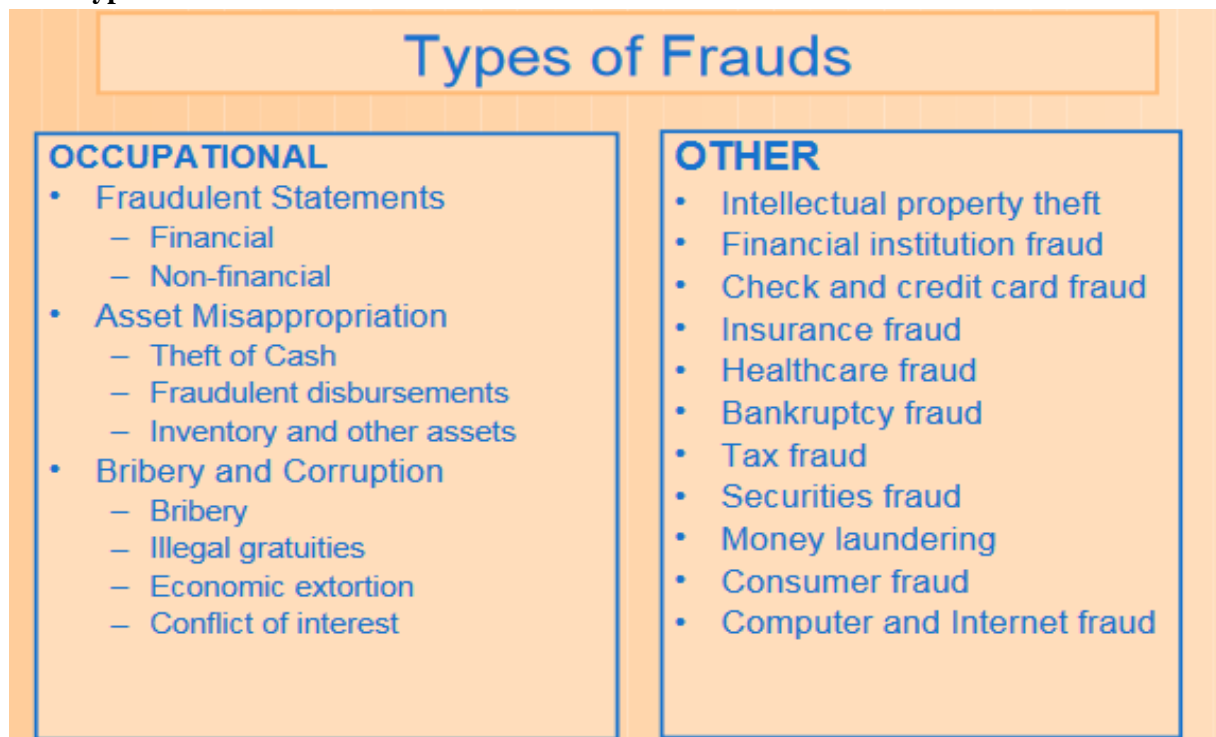 Types of Frauds
OCCUPATIONAL
• Fraudulent Statements
– Financial
– Non-financial
• Asset Misappropriation
– Theft of Cash
– Fraudulent disbursements
– Inventory and other assets
• Bribery and Corruption
– Bribery
– Illegal gratuities
– Economic extortion
– Conflict of interest
OTHER
• Intellectual property theft
• Financial institution fraud
• Check and credit card fraud
• Insurance fraud
• Healthcare fraud
• Bankruptcy fraud
• Tax fraud
• Securities fraud
• Money laundering
• Consumer fraud
• Computer and Internet fraud